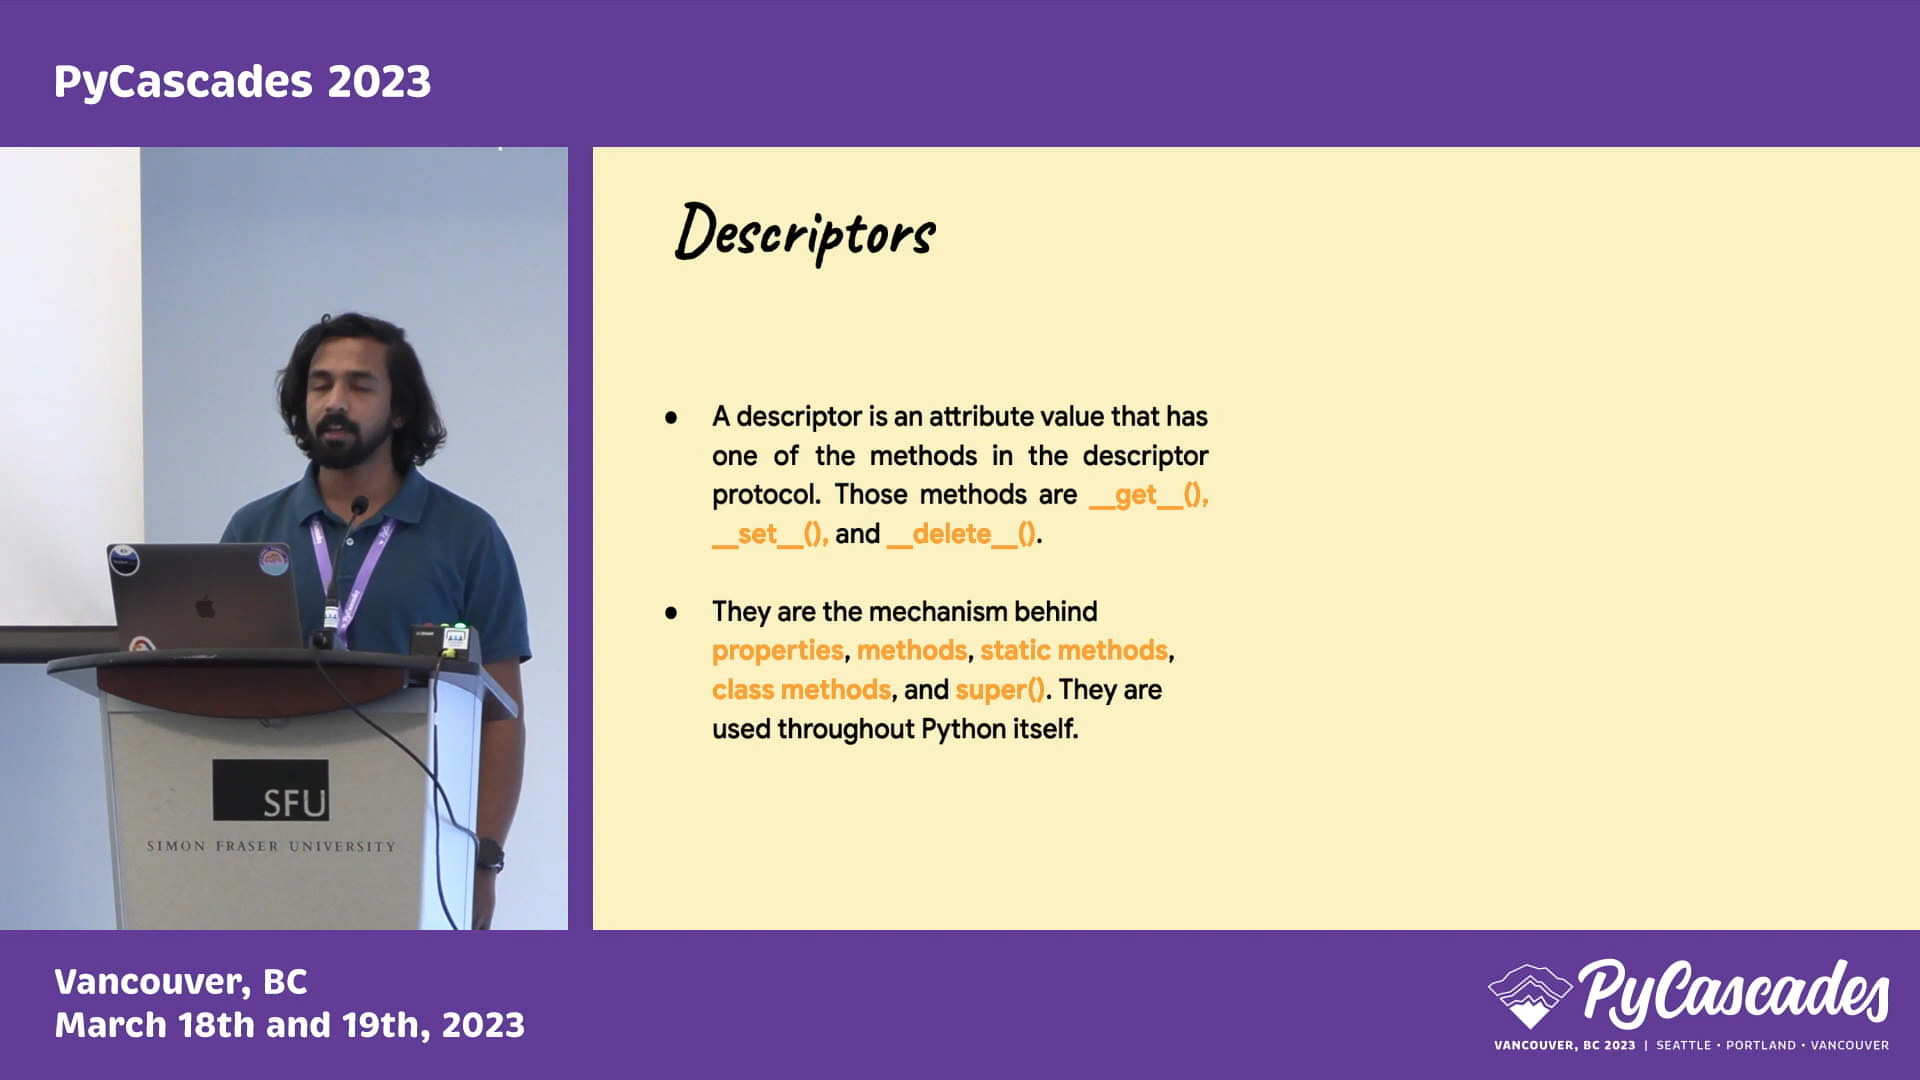 PyCascades 2023
Descriptors
● A descriptor is an attribute value that has
one of the methods in the descriptor
protocol. Those methods are __get__(),
__set__(), and __delete__().
● They are the mechanism behind
properties, methods, static methods,
class methods, and super(). They are
used throughout Python itself.
SFU
SIMON FRASER UNIVERSITY
Vancouver, BC
March 18th and 19th, 2023
PyCascades
VANCOUVER, BC 2023 | SEATTLE • PORTLAND • VANCOUVER